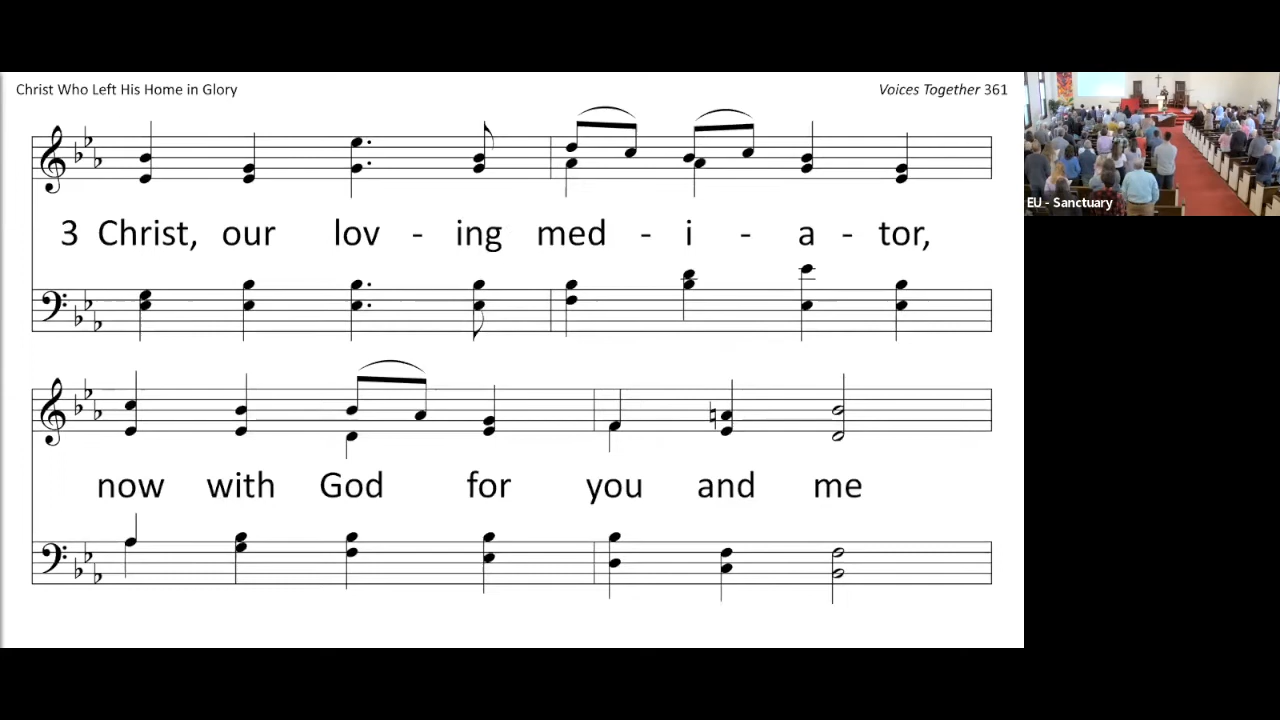 Christ Who Left His Home in Glory
Voices Together 361
EU - Sanctuary
3 Christ, our lov - ing med - i - a - tor,
now with God for you and me